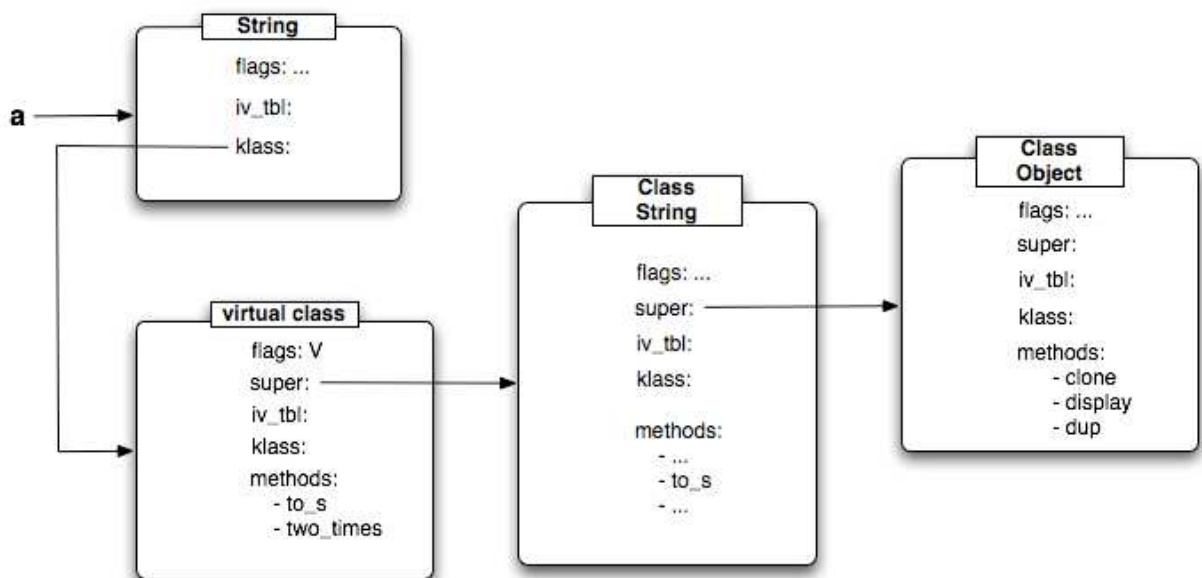 String
flags: ...
iv_tbl:
klass:
a
virtual class
flags: V
super:
iv_tbl:
klass:
methods:
- to_s
- two_times
Class
String
flags: ...
super:
iv_tbl:
klass:
methods:
- ...
- to_s
- ...
Class
Object
flags: ...
super:
iv_tbl:
klass:
methods:
- clone
- display
- dup